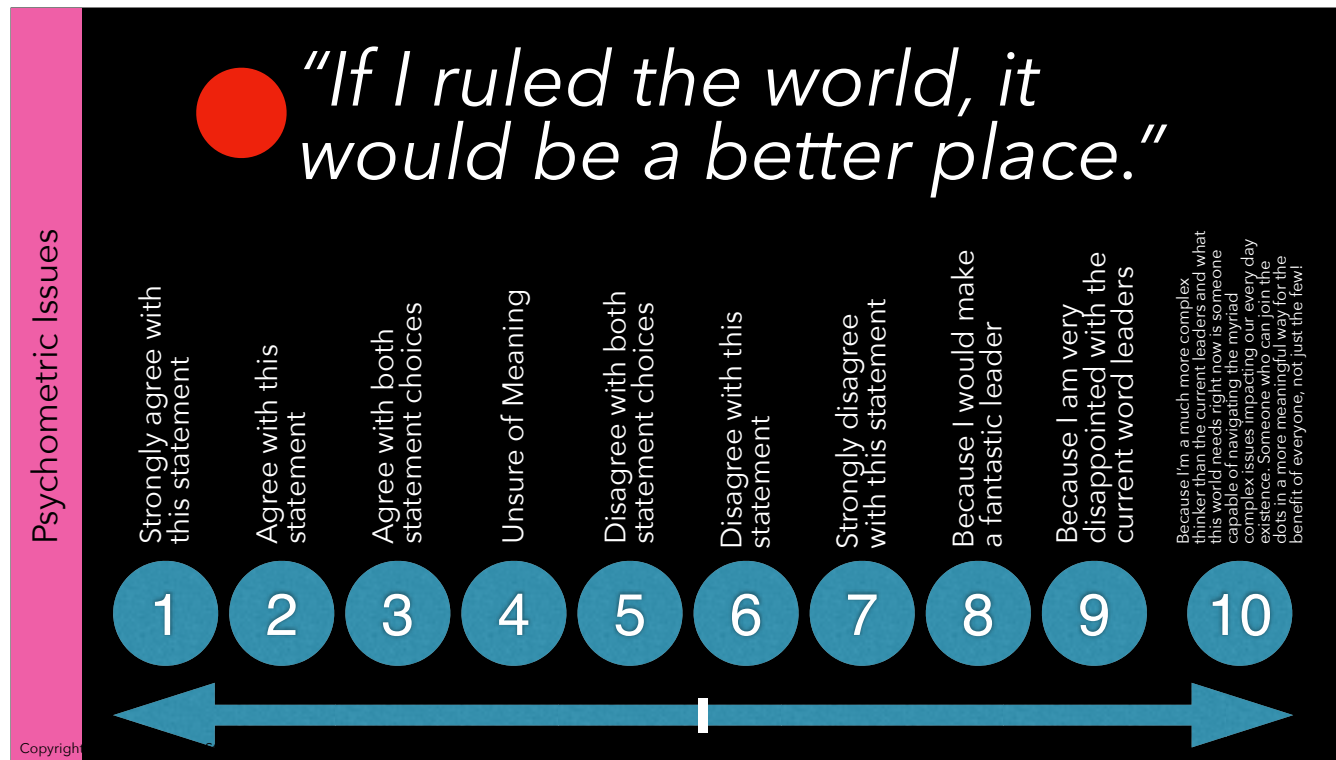 “If I ruled the world, it
would be a better place.”
Psychometric Issues
Strongly agree with
this statement
Agree with this
statement
Agree with both
statement choices
Unsure of Meaning
Disagree with both
statement choices
Disagree with this
statement
Strongly disagree
with this statement
Because I would make
a fantastic leader
Because I am very
disappointed with the
current word leaders
Because I’m a much more complex
thinker than the current leaders and what
this world needs right now is someone
capable of navigating the myriad
complex issues impacting our every day
existence. Someone who can join the
dots in a more meaningful way for the
benefit of everyone, not just the few!
1
2
3
4
5
6
7
8
9
10
Copyright